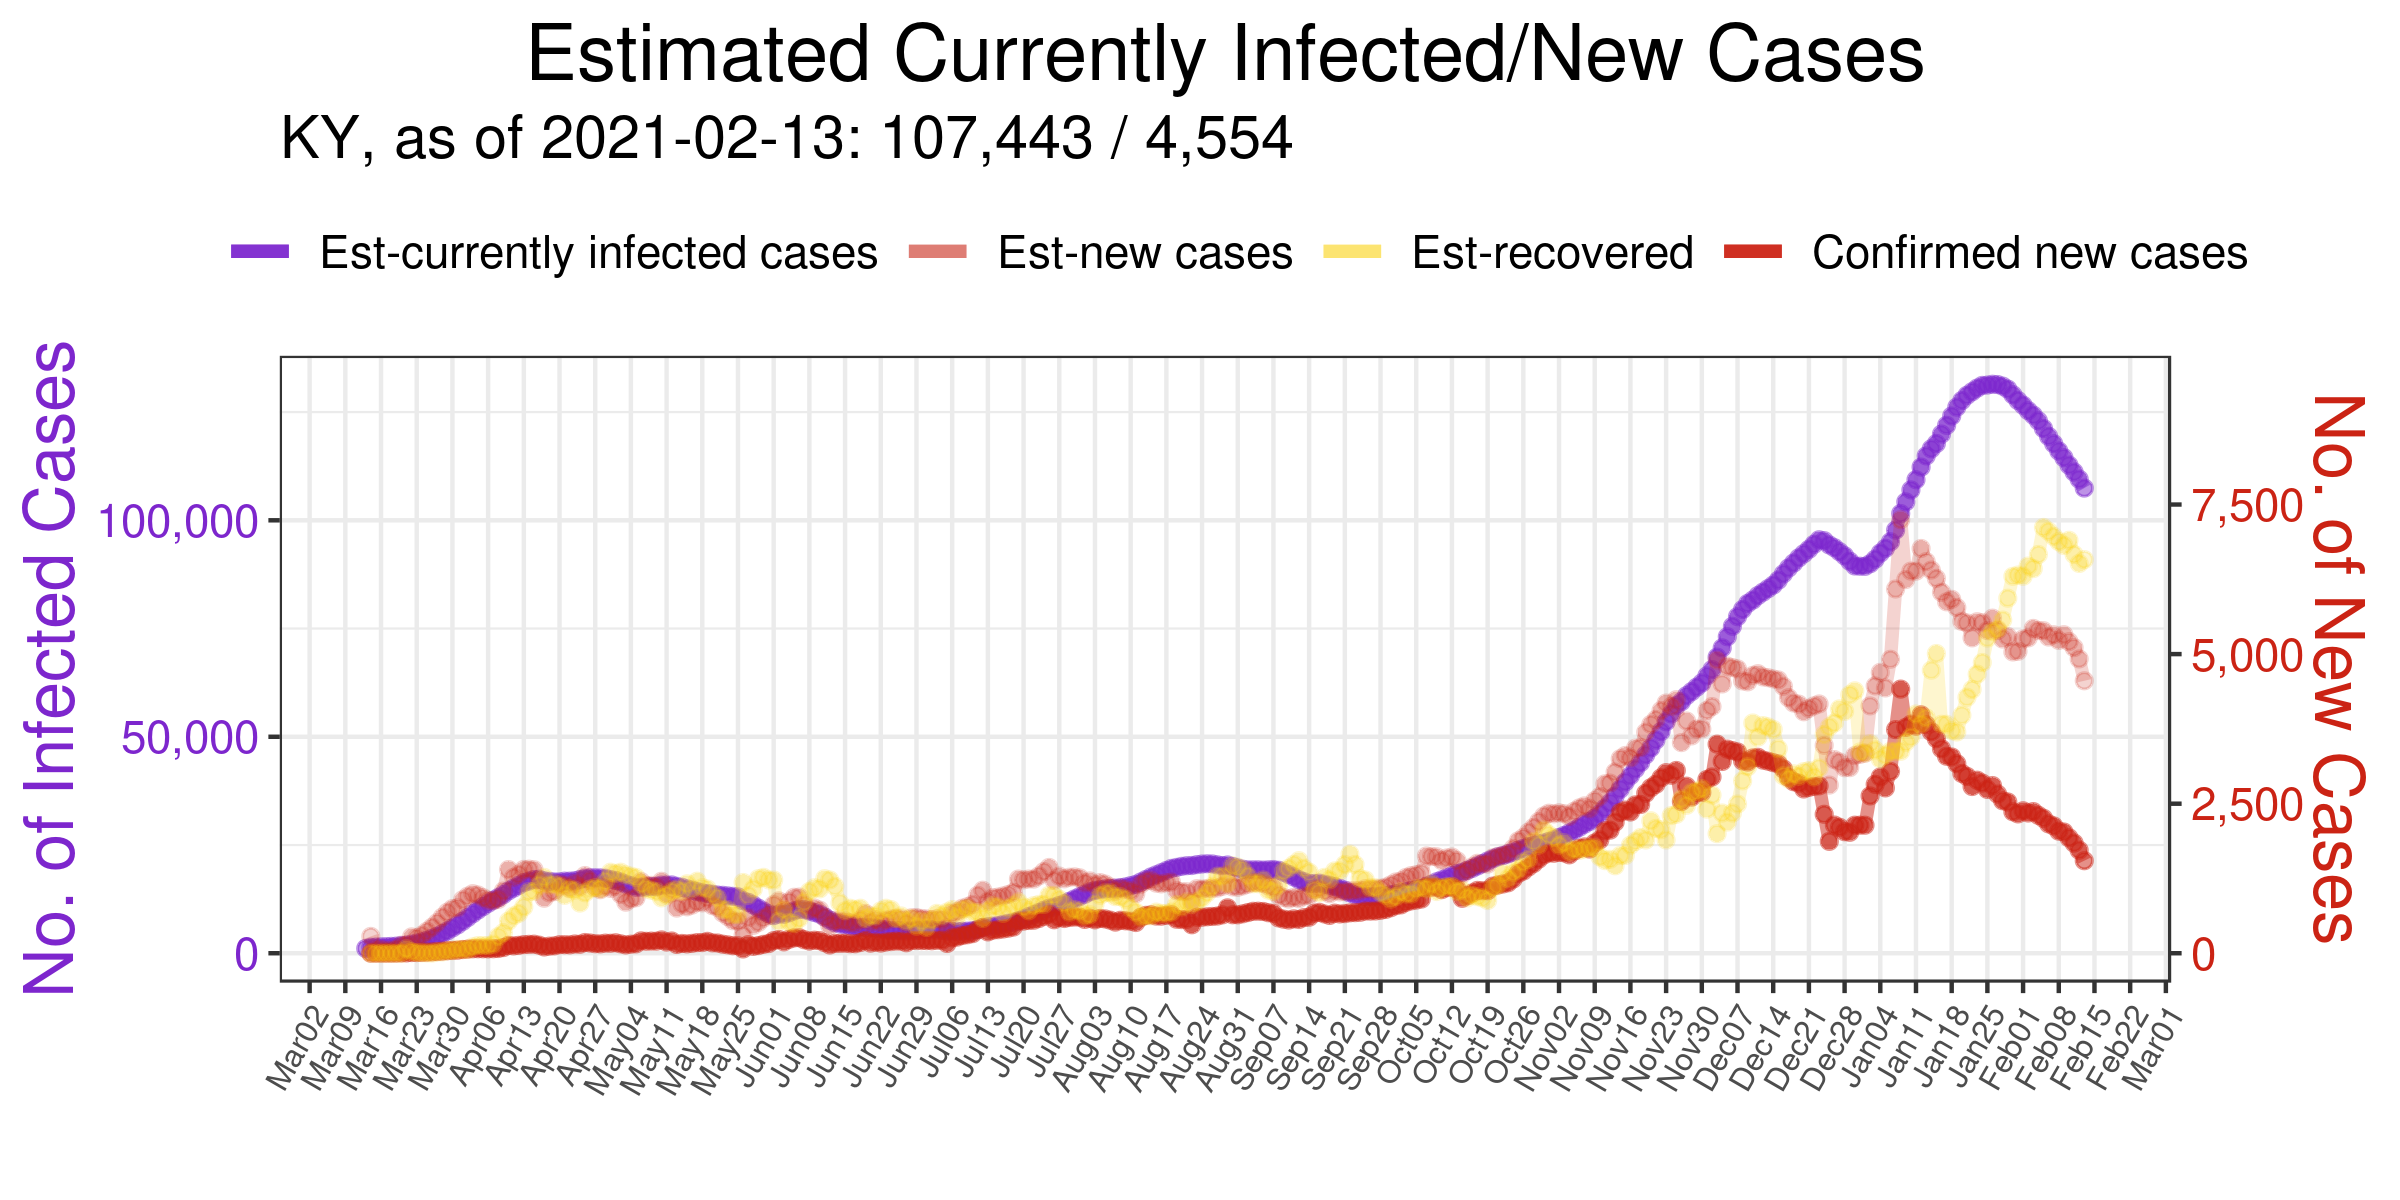 Estimated Currently Infected/New Cases
KY, as of 2021-02-13: 107,443 / 4,554
Est-currently infected cases Est-new cases Est-recovered Confirmed new cases
No. of Infected Cases
100,000
50,000
0
7,500
5,000
2,500
0
No. of New Cases
Mar02 Mar09 Mar16 Mar23 Mar30 Apr06 Apr13 Apr20 Apr27 May04 May11 May18 May25 Jun01 Jun08 Jun15 Jun22 Jun29 Jul06 Jul13 Jul20 Jul27 Aug03 Aug10 Aug17 Aug24 Aug31 Sep07 Sep14 Sep21 Sep28 Oct05 Oct12 Oct19 Oct26 Nov02 Nov09 Nov16 Nov23 Nov30 Dec07 Dec14 Dec21 Dec28 Jan04 Jan11 Jan18 Jan25 Feb01 Feb08 Feb15 Feb22 Mar01